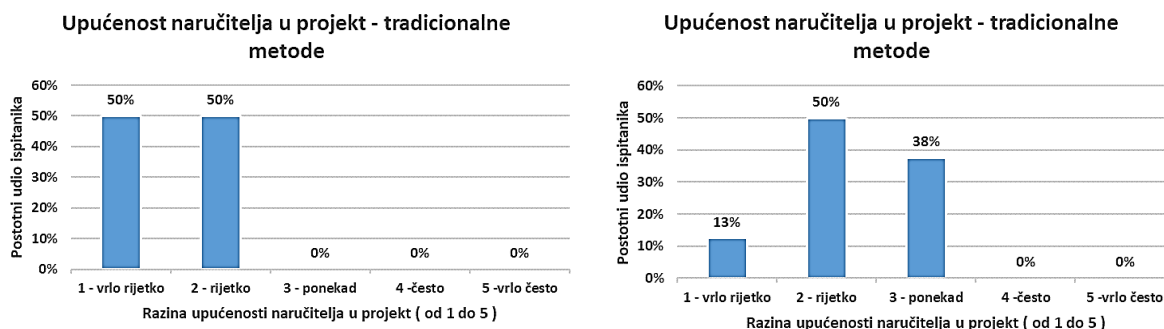 Upućenost naručitelja u projekt - tradicionalne
metode
Postotni udio ispitanika
60%
50%
40%
30%
20%
10%
0%
50%
50%
0%
0%
0%
1 - vrlo rijetko
2 - rijetko
3 - ponekad
4 -često
5 -vrlo često
Razina upućenosti naručitelja u projekt ( od 1 do 5 )
Upućenost naručitelja u projekt - tradicionalne
metode
Postotni udio ispitanika
60%
50%
40%
30%
20%
10%
0%
13%
50%
38%
0%
0%
1 - vrlo rijetko
2 - rijetko
3 - ponekad
4 -često
5 -vrlo često
Razina upućenosti naručitelja u projekt ( od 1 do 5 )